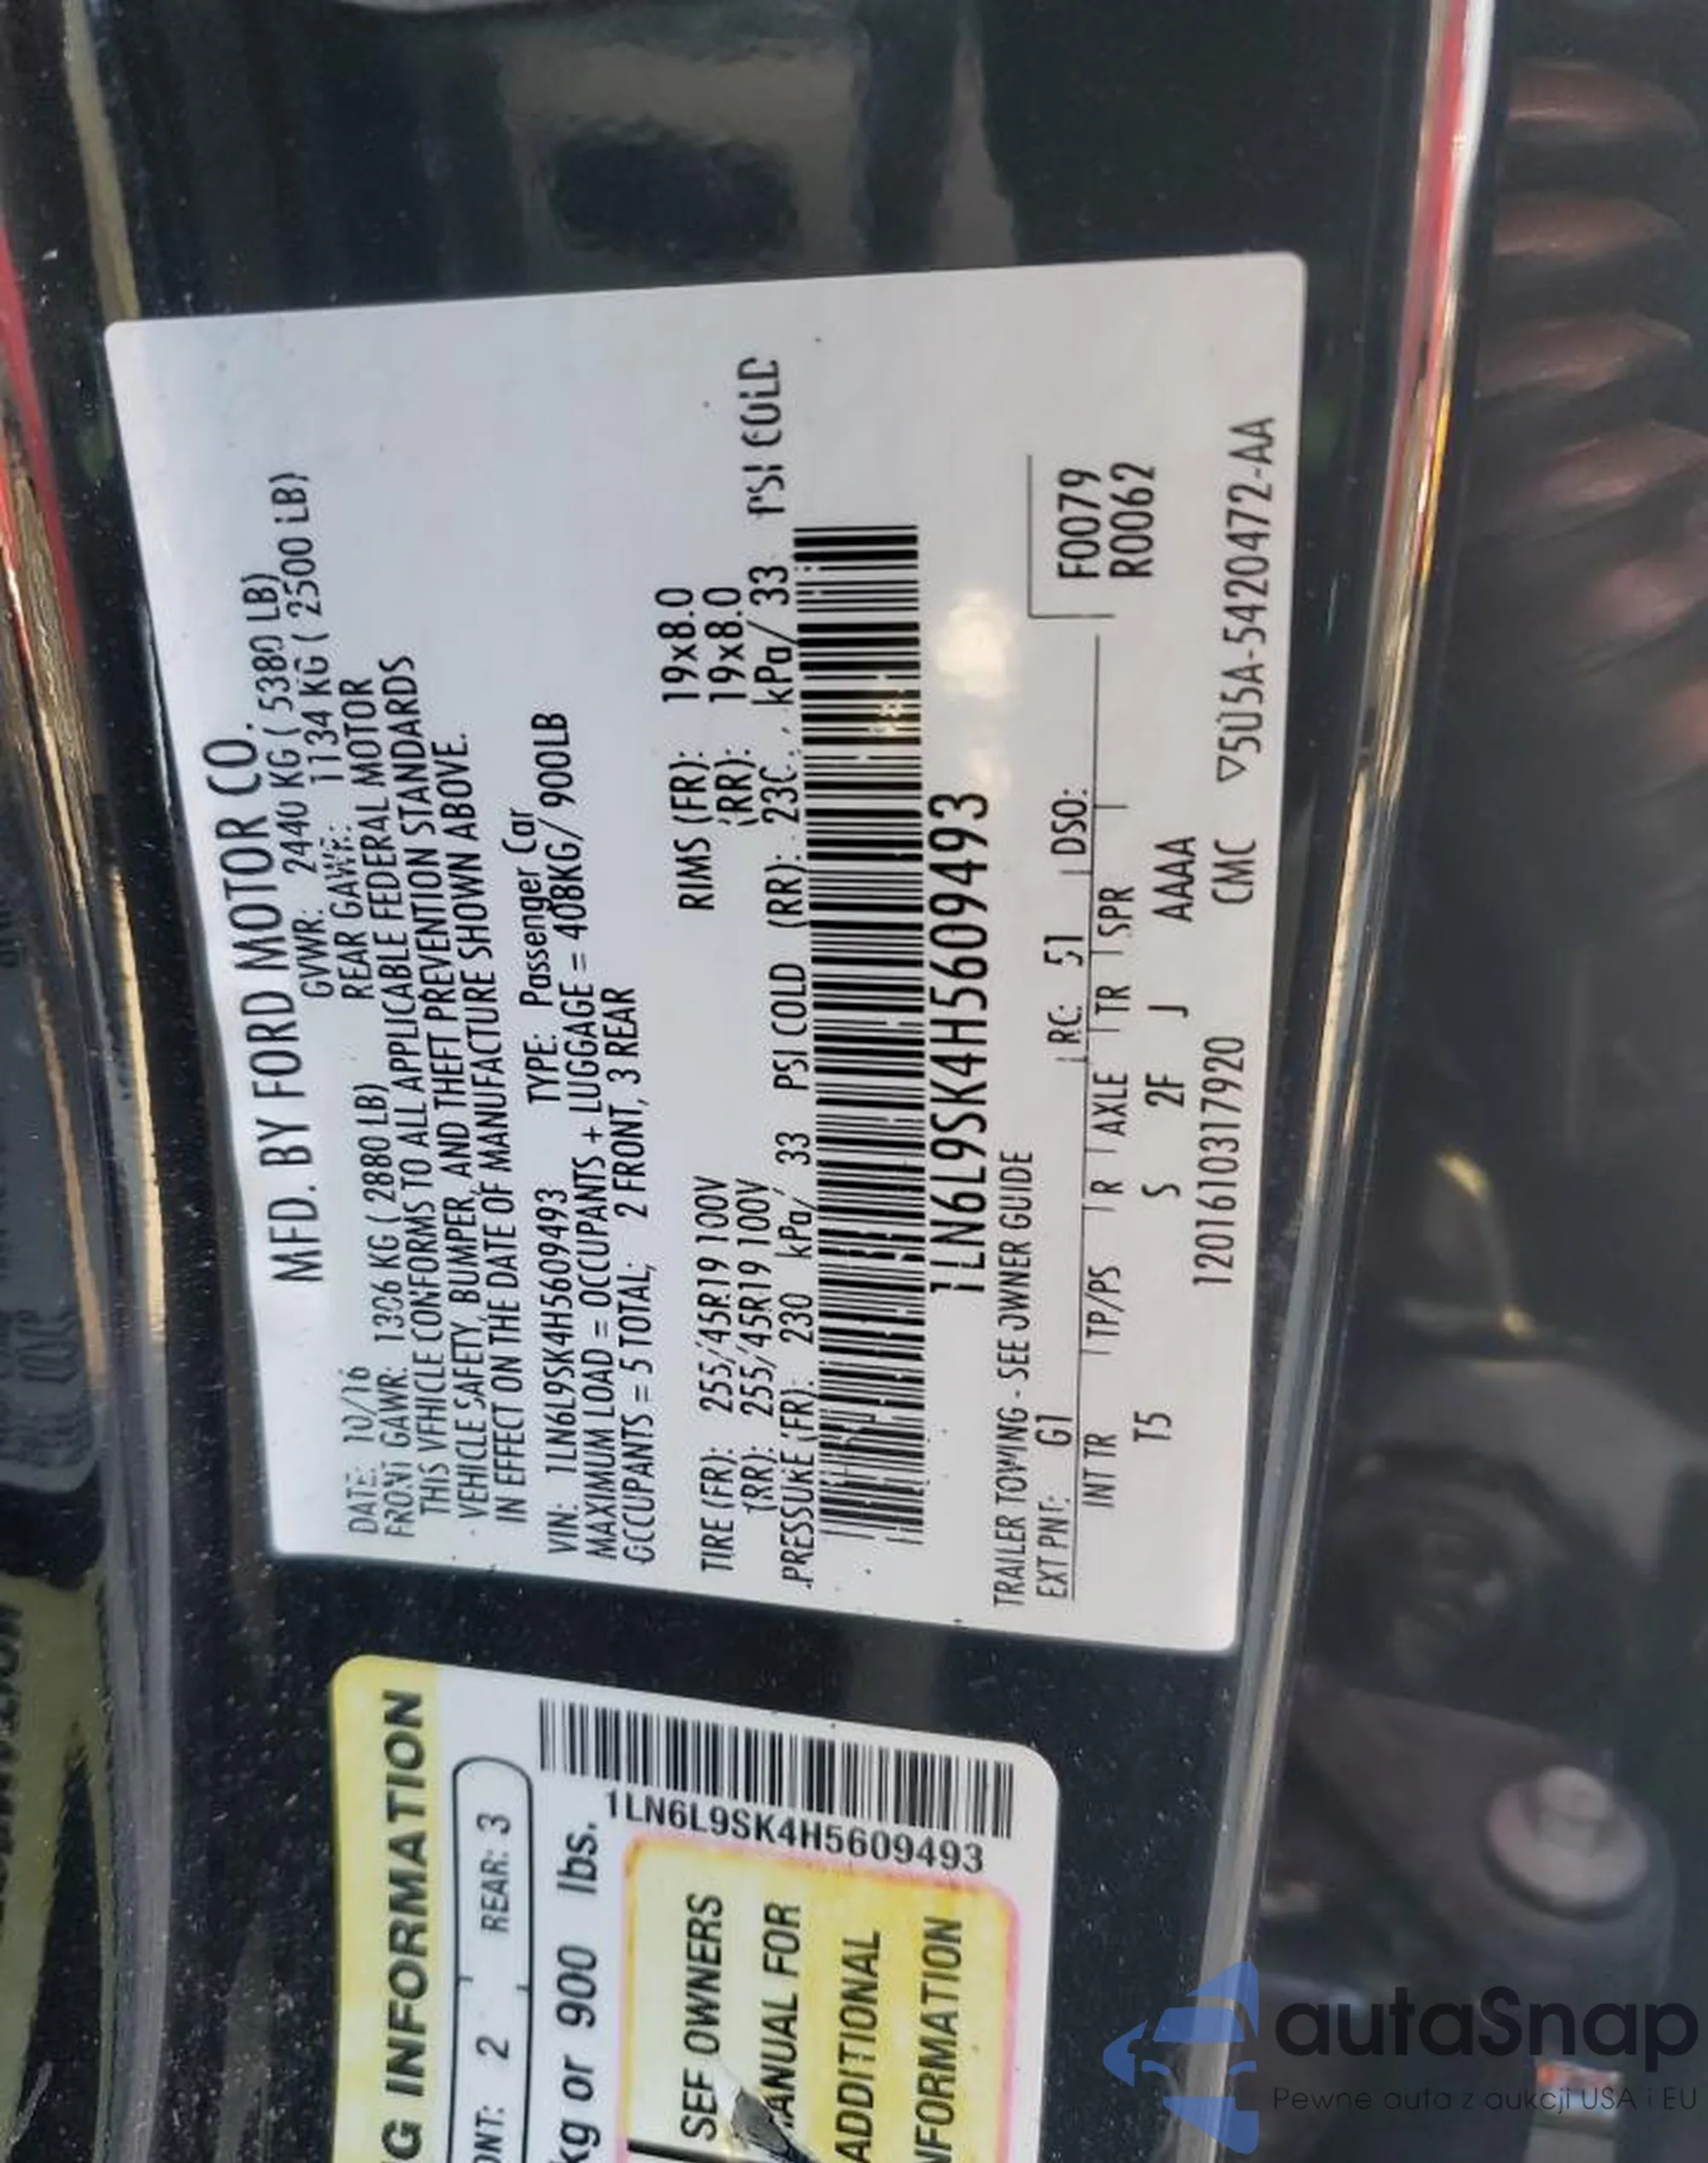 MFD. BY FORD MOTOR CO.
DATE: 10/16 GVWR: 2440 KG ( 5380 LB)
FRONT GAWR: 1306 KG ( 2880 LB) REAR GAWR: 1134 KG ( 2500 LB)
THIS VEHICLE CONFORMS TO ALL APPLICABLE FEDERAL MOTOR
VEHICLE SAFETY, BUMPER, AND THEFT PREVENTION STANDARDS
IN EFFECT ON THE DATE OF MANUFACTURE SHOWN ABOVE.
VIN: 1LN6L9SK4H5609493 TYPE: Passenger Car
MAXIMUM LOAD = OCCUPANTS + LUGGAGE = 408KG/ 900LB
OCCUPANTS = 5 TOTAL; 2 FRONT, 3 REAR
TIRE (FR): 255/45R19 100V RIMS (FR): 19x8.0
(RR): 255/45R19 100V (RR): 19x8.0
PRESSURE (FR): 230 kPa/ 33 PSI COLD (RR): 230 kPa/ 33 PSI COLD
1LN6L9SK4H5609493
TRAILER TOWING - SEE OWNER GUIDE
EXT PNT: G1 RC: 51 DSO:
F0079
R0062
INT TR TP/PS R AXLE TR SPR
T5 S 2F J AAAA
1201610317920 CMC ▽5U5A-5420472-AA
G INFORMATION
ONT: 2 REAR: 3
kg or 900 lbs.
1LN6L9SK4H5609493
SEE OWNERS
MANUAL FOR
ADDITIONAL
NFORMATION
autaSnap
Pewne auta z aukcji USA i EU